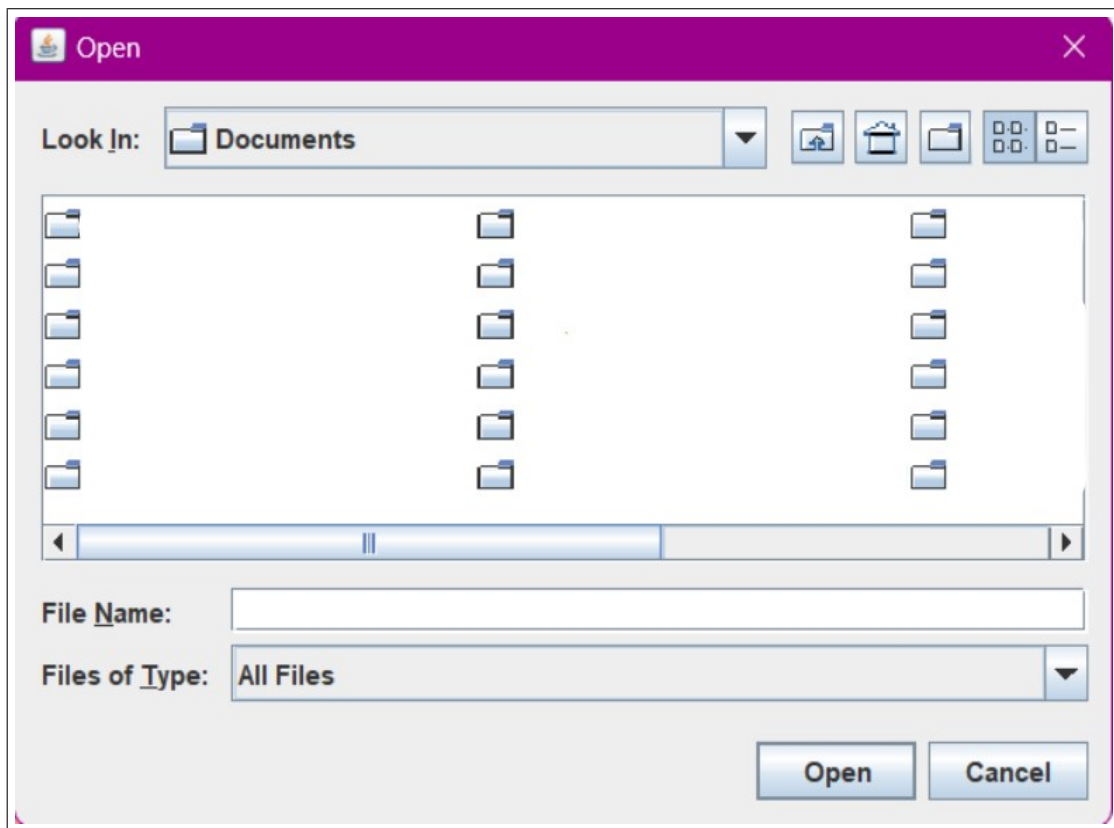 Open
Look In: Documents
File Name:
Files of Type: All Files
Open Cancel